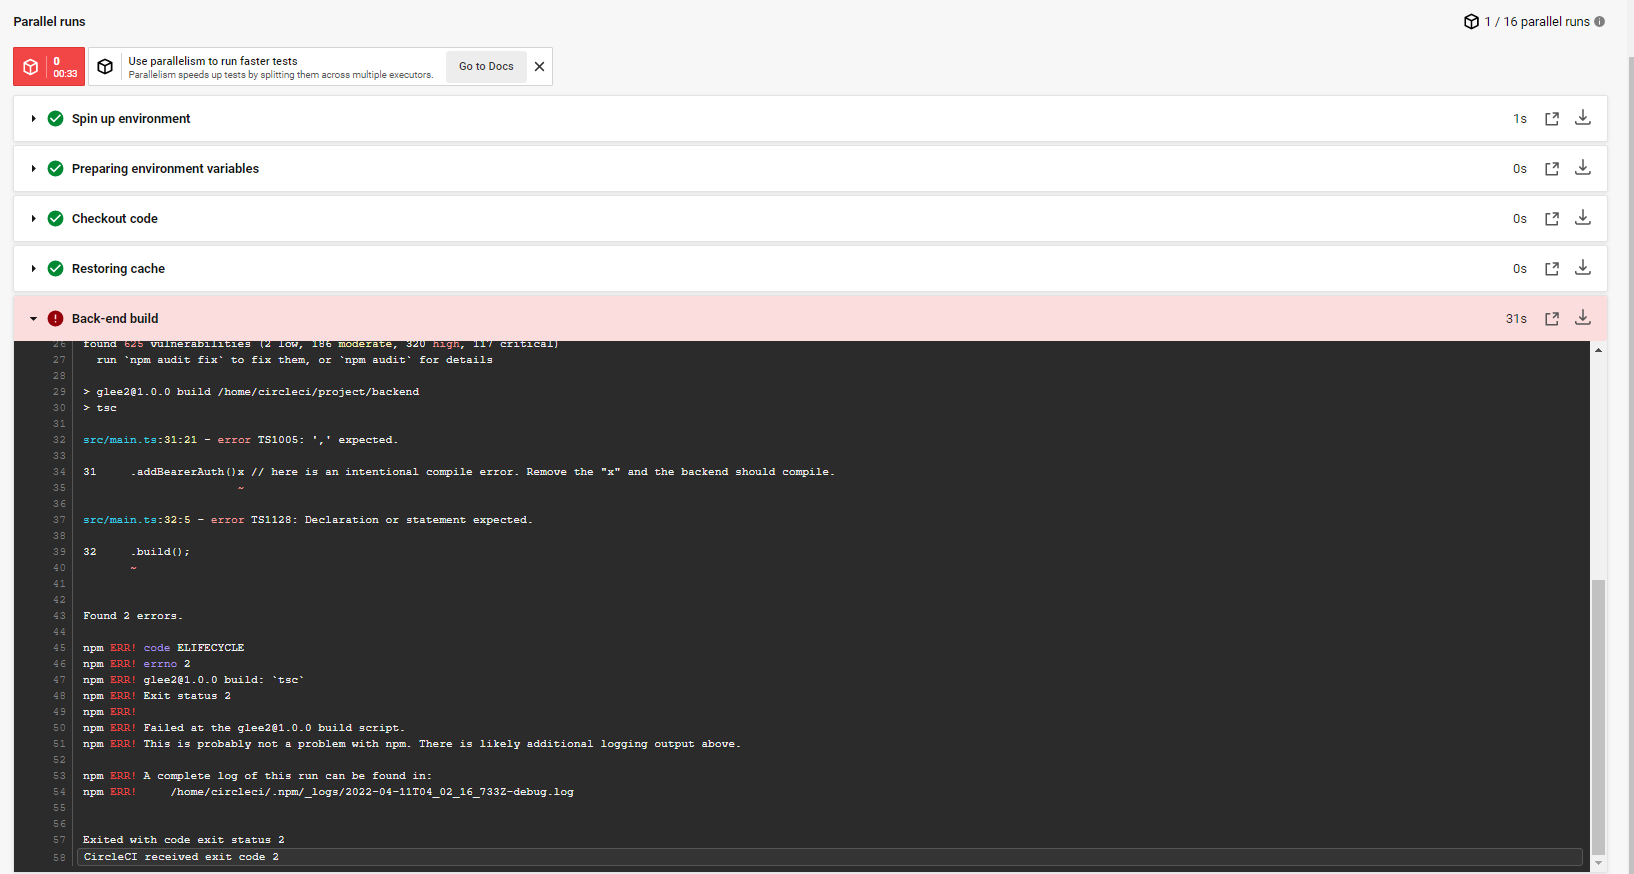 Parallel runs
1 / 16 parallel runs
0
00:33
Use parallelism to run faster tests
Parallelism speeds up tests by splitting them across multiple executors.
Go to Docs
Spin up environment
1s
Preparing environment variables
0s
Checkout code
0s
Restoring cache
0s
Back-end build
31s
26 found 625 vulnerabilities (2 low, 186 moderate, 320 high, 117 critical)
27   run `npm audit fix` to fix them, or `npm audit` for details
28
29 > glee2@1.0.0 build /home/circleci/project/backend
30 > tsc
31
32 src/main.ts:31:21 - error TS1005: ',' expected.
33
34 31     .addBearerAuth()x // here is an intentional compile error. Remove the "x" and the backend should compile.
35                        ~
36
37 src/main.ts:32:5 - error TS1128: Declaration or statement expected.
38
39 32     .build();
40        ~
41
42
43 Found 2 errors.
44
45 npm ERR! code ELIFECYCLE
46 npm ERR! errno 2
47 npm ERR! glee2@1.0.0 build: `tsc`
48 npm ERR! Exit status 2
49 npm ERR!
50 npm ERR! Failed at the glee2@1.0.0 build script.
51 npm ERR! This is probably not a problem with npm. There is likely additional logging output above.
52
53 npm ERR! A complete log of this run can be found in:
54 npm ERR!     /home/circleci/.npm/_logs/2022-04-11T04_02_16_733Z-debug.log
55
56
57 Exited with code exit status 2
58 CircleCI received exit code 2